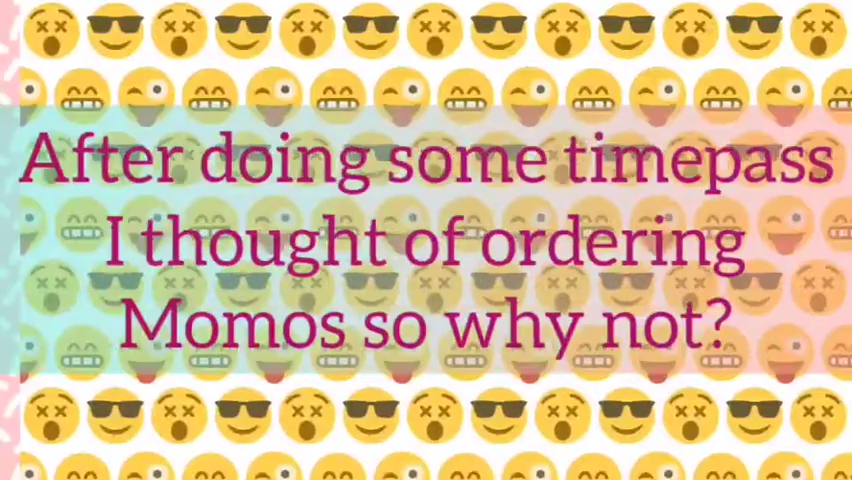 After doing some timepass
I thought of ordering
Momos so why not?